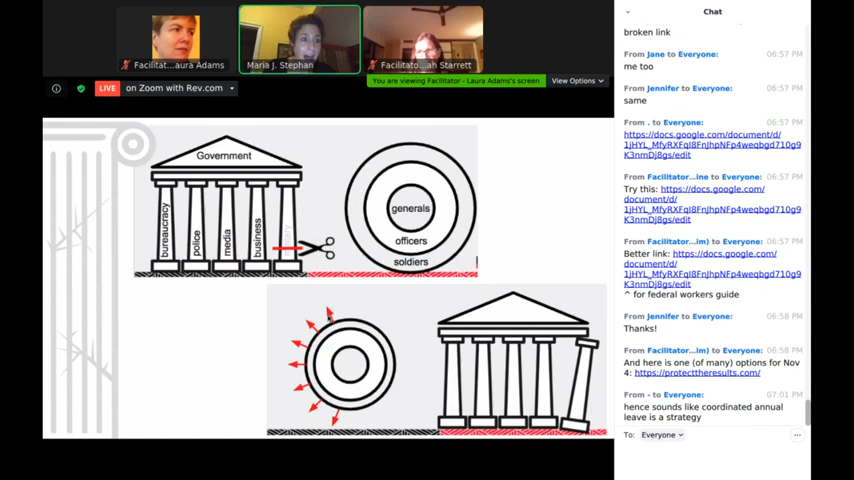 Facilitat...aura Adams
Maria J. Stephan
Facilitato...ah Starrett
LIVE
on Zoom with Rev.com
You are viewing Facilitator - Laura Adams's screen
View Options
Government
bureaucracy
police
media
business
generals
officers
soldiers
Chat
broken link
From Jane to Everyone: 06:57 PM
me too
From Jennifer to Everyone: 06:57 PM
same
From . to Everyone: 06:57 PM
https://docs.google.com/document/d/
1jHYL_MfyRXFqI8FnJhpNFp4weqbgd710g9
K3nmDj8gs/edit
From Facilitator...ine to Everyone: 06:57 PM
Try this: https://docs.google.com/
document/d/
1jHYL_MfyRXFqI8FnJhpNFp4weqbgd710g9
K3nmDj8gs/edit
From Facilitator...im) to Everyone: 06:57 PM
Better link: https://docs.google.com/
document/d/
1jHYL_MfyRXFqI8FnJhpNFp4weqbgd710g9
K3nmDj8gs/edit
^ for federal workers guide
From Jennifer to Everyone: 06:58 PM
Thanks!
From Facilitator...im) to Everyone: 06:58 PM
And here is one (of many) options for Nov
4: https://protecttheresults.com/
From - to Everyone: 07:01 PM
hence sounds like coordinated annual
leave is a strategy
To: Everyone